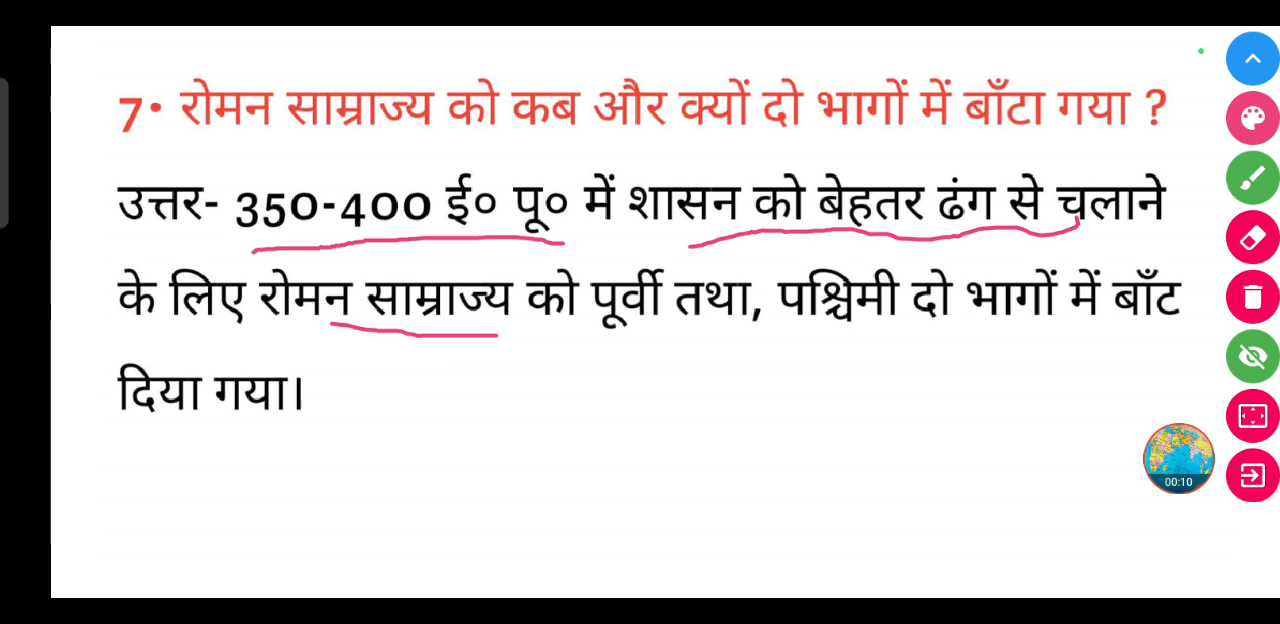 7• रोमन साम्राज्य को कब और क्यों दो भागों में बाँटा गया ?
उत्तर- 350-400 ई० पू० में शासन को बेहतर ढंग से चलाने
के लिए रोमन साम्राज्य को पूर्वी तथा, पश्चिमी दो भागों में बाँट
दिया गया।
00:10